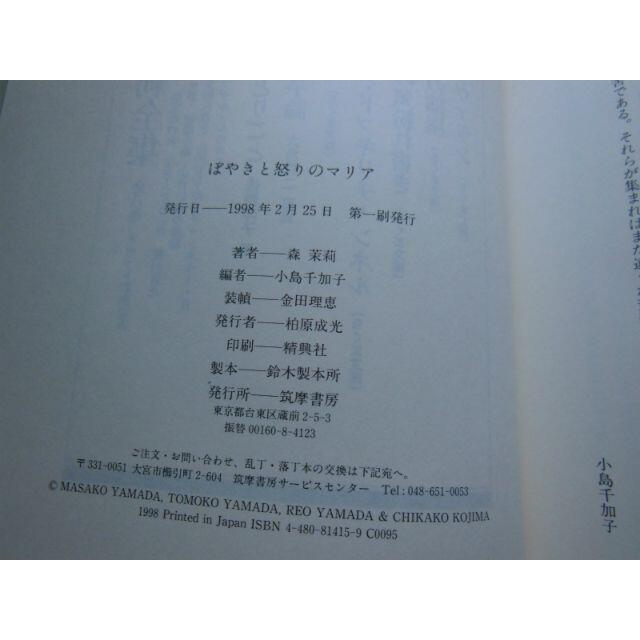 ぼやきと怒りのマリア
発行日——1998年2月25日 第一刷発行
著者——森 茉莉
編者——小島千加子
装幀——金田理恵
発行者——柏原成光
印刷——精興社
製本——鈴木製本所
発行所——筑摩書房
東京都台東区蔵前2-5-3
振替00160-8-4123
ご注文・お問い合わせ、乱丁・落丁本の交換は下記宛へ。
〒331-0051 大宮市櫛引町2-604 筑摩書房サービスセンター Tel:048-651-0053
© MASAKO YAMADA, TOMOKO YAMADA, REO YAMADA & CHIKAKO KOJIMA
1998 Printed in Japan ISBN 4-480-81415-9 C0095
である。それらが集まればまた
小島千加子